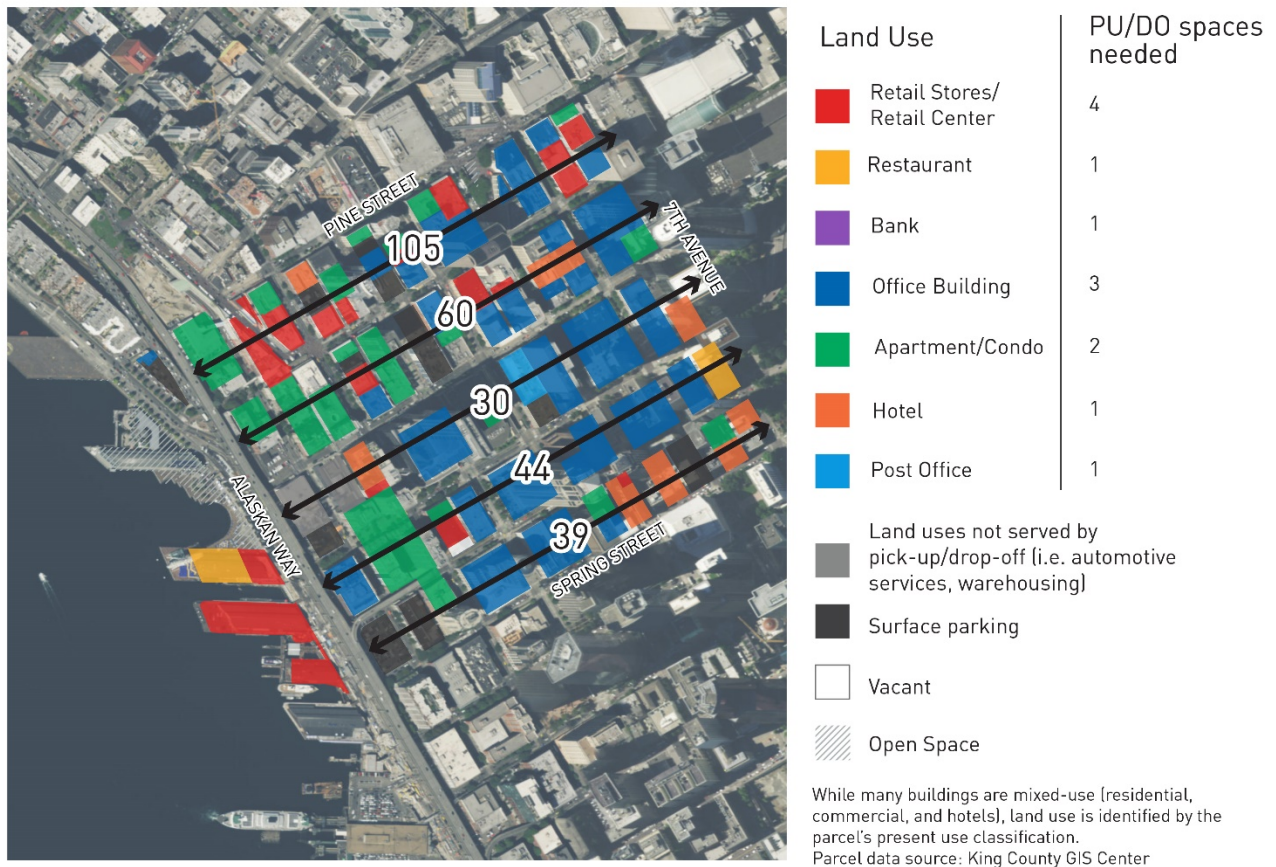 PINE STREET
105
60
7TH AVENUE
30
44
39
SPRING STREET
ALASKAN WAY
Land Use
PU/DO spaces
needed
Retail Stores/
Retail Center
4
Restaurant
1
Bank
1
Office Building
3
Apartment/Condo
2
Hotel
1
Post Office
1
Land uses not served by
pick-up/drop-off (i.e. automotive
services, warehousing)
Surface parking
Vacant
Open Space
While many buildings are mixed-use (residential,
commercial, and hotels), land use is identified by the
parcel's present use classification.
Parcel data source: King County GIS Center